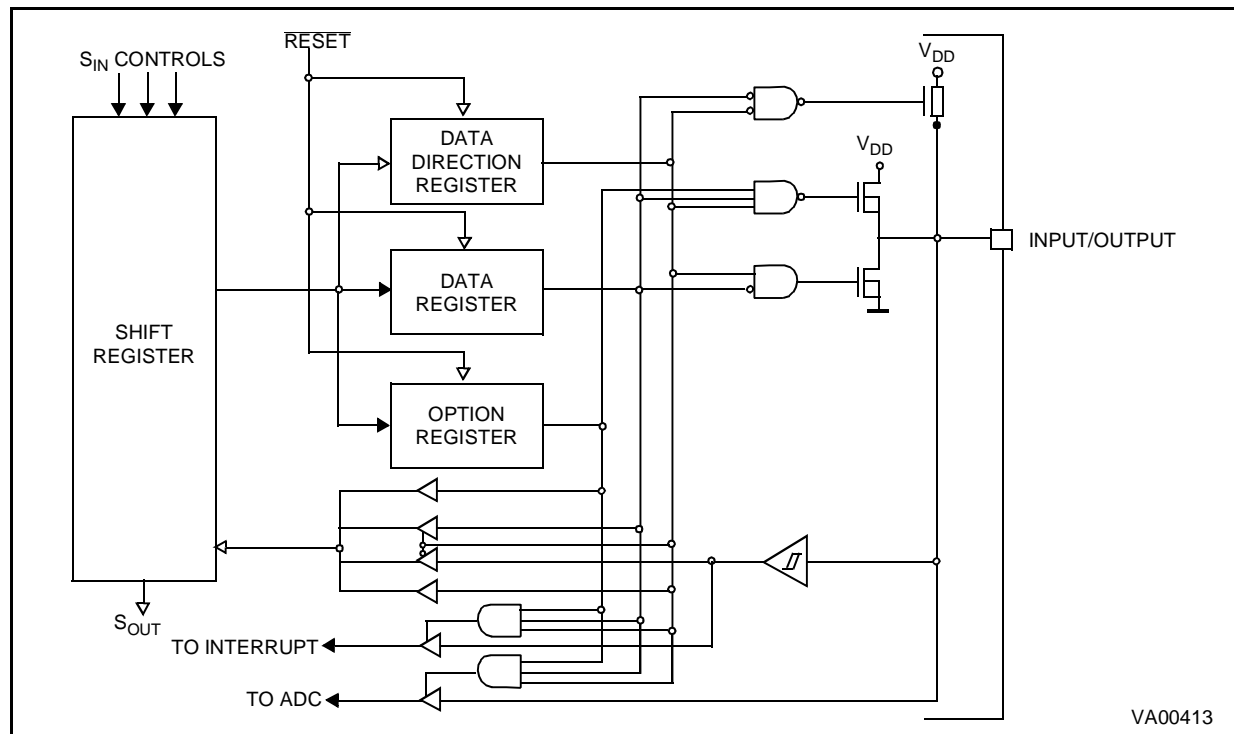 RESET
S_IN CONTROLS
V_DD
DATA
DIRECTION
REGISTER
V_DD
INPUT/OUTPUT
DATA
REGISTER
SHIFT
REGISTER
OPTION
REGISTER
S_OUT
TO INTERRUPT
TO ADC
VA00413